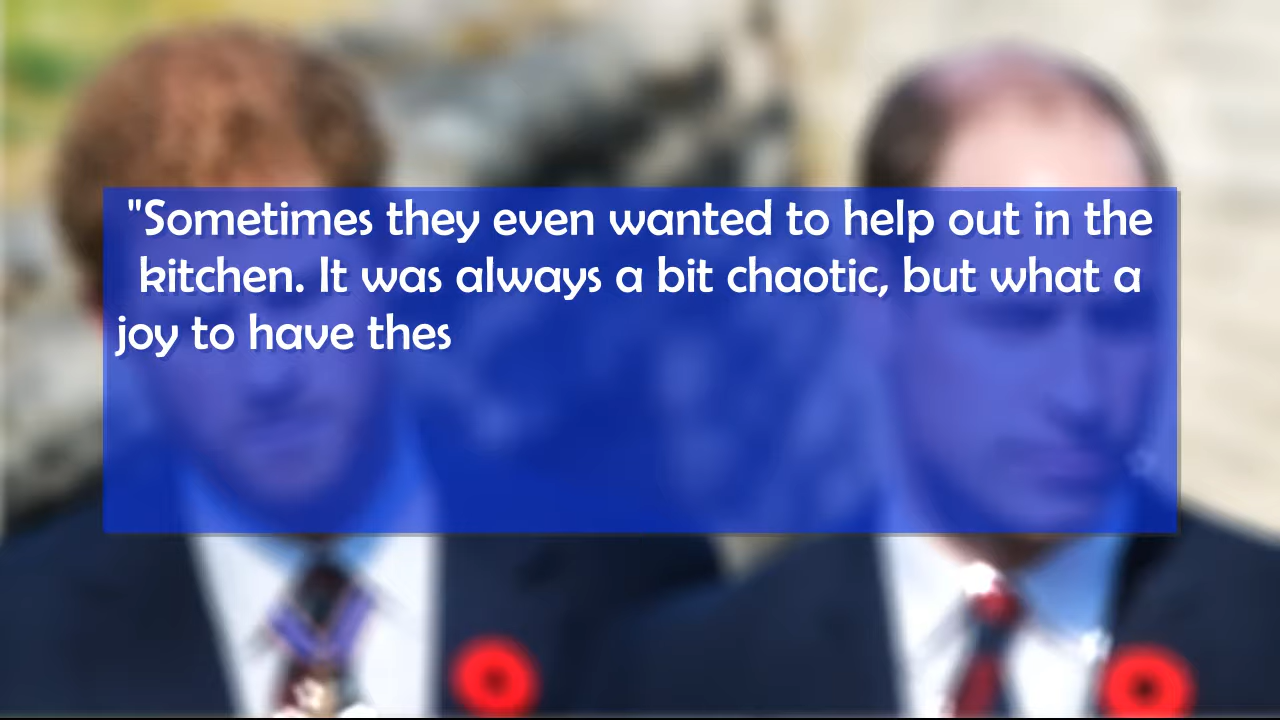 "Sometimes they even wanted to help out in the
kitchen. It was always a bit chaotic, but what a
joy to have thes